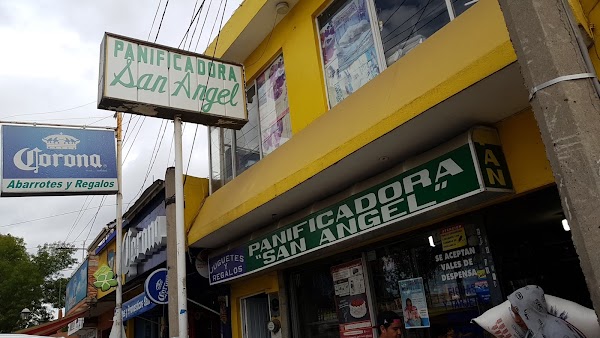 PANIFICADORA
San Angel
Corona
Abarrotes y Regalos
Corona
JUGUETES
REGALOS
PANIFICADORA
"SAN ANGEL"
AN
SE ACEPTAN
VALES DE
DESPENSA